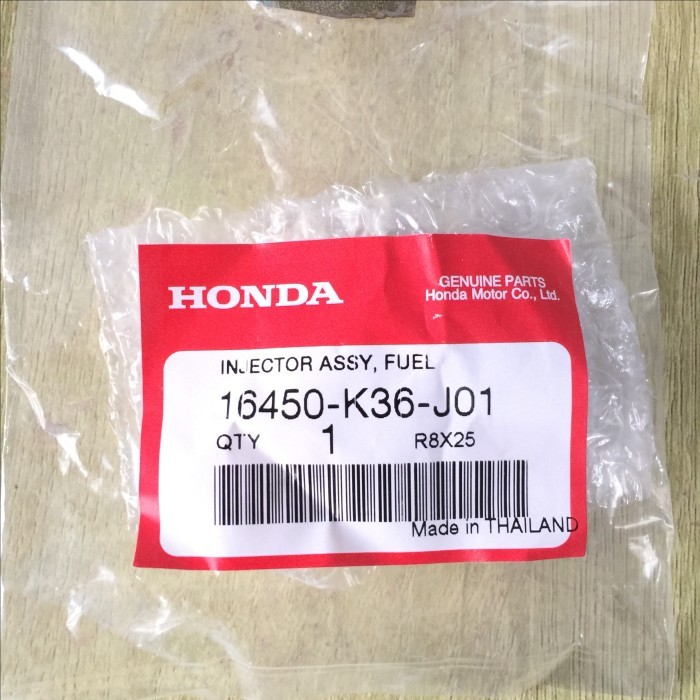 HONDA
GENUINE PARTS
Honda Motor Co., Ltd.
INJECTOR ASSY, FUEL
16450-K36-J01
QTY 1 R8X25
Made in THAILAND